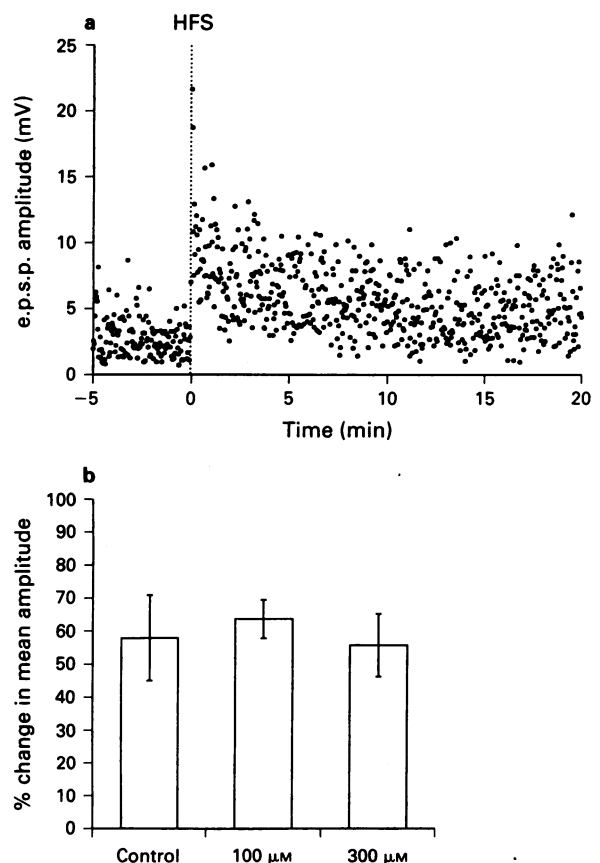 a
HFS
25
20
15
10
5
0
e.p.s.p. amplitude (mV)
−5 0 5 10 15 20
Time (min)
b
100
90
80
70
60
50
40
30
20
10
0
% change in mean amplitude
Control 100 µM 300 µM